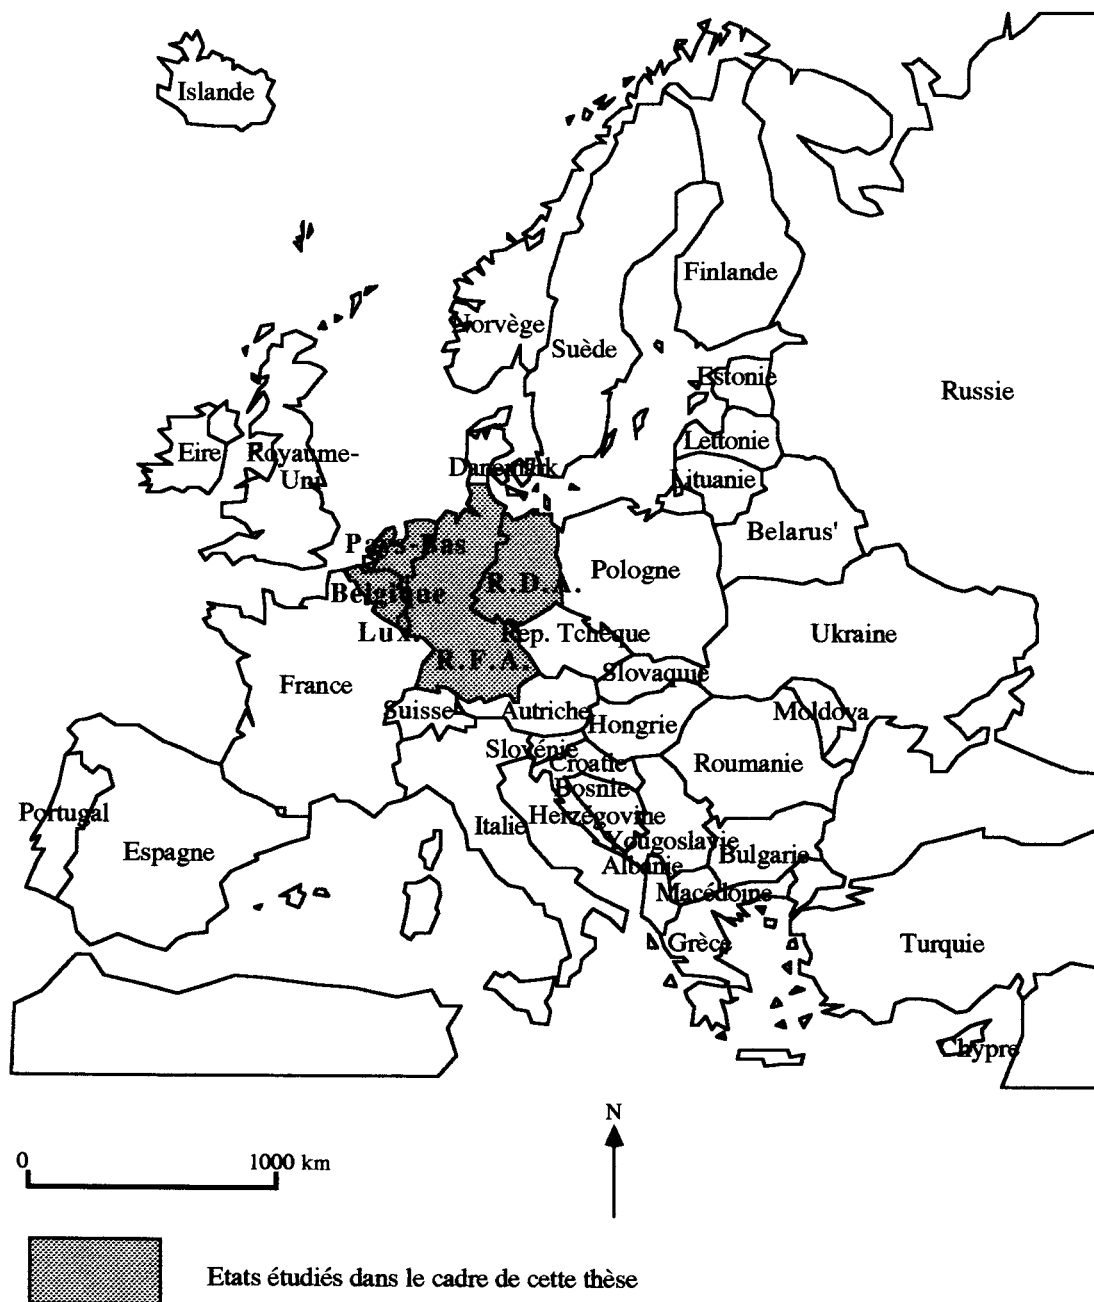 Islande
Finlande
Norvège
Suède
Estonie
Russie
Lettonie
Eire
Royaume-
Uni
Danemark
Lituanie
Belarus'
Pays-Bas
Pologne
R.D.A.
Belgique
Lux.
Rep. Tchèque
Ukraine
R.F.A.
Slovaquie
France
Suisse
Autriche
Hongrie
Moldova
Slovénie
Croatie
Roumanie
Bosnie
Herzégovine
Portugal
Italie
Yougoslavie
Espagne
Bulgarie
Albanie
Macédoine
Grèce
Turquie
Chypre
N
0 1000 km
Etats étudiés dans le cadre de cette thèse